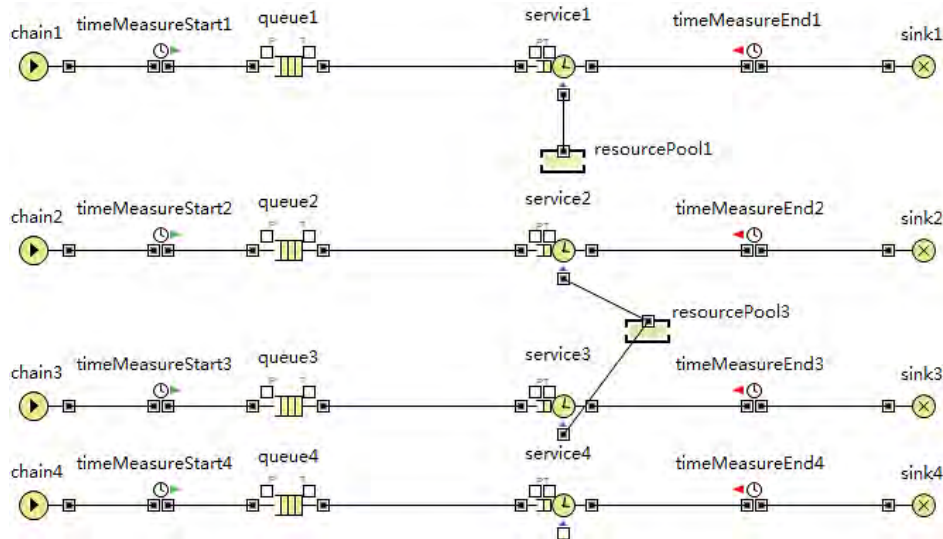 chain1 timeMeasureStart1 queue1 service1 timeMeasureEnd1 sink1
resourcePool1
chain2 timeMeasureStart2 queue2 service2 timeMeasureEnd2 sink2
resourcePool3
chain3 timeMeasureStart3 queue3 service3 timeMeasureEnd3 sink3
chain4 timeMeasureStart4 queue4 service4 timeMeasureEnd4 sink4